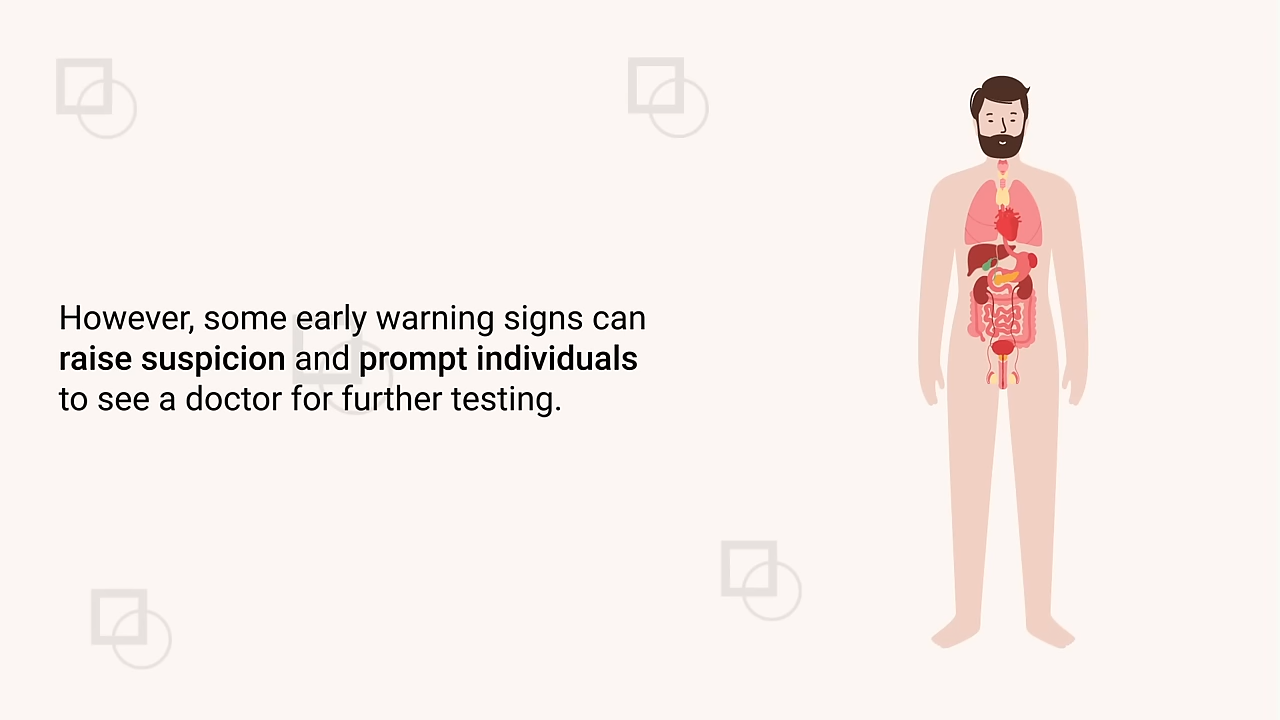 However, some early warning signs can
raise suspicion and prompt individuals
to see a doctor for further testing.